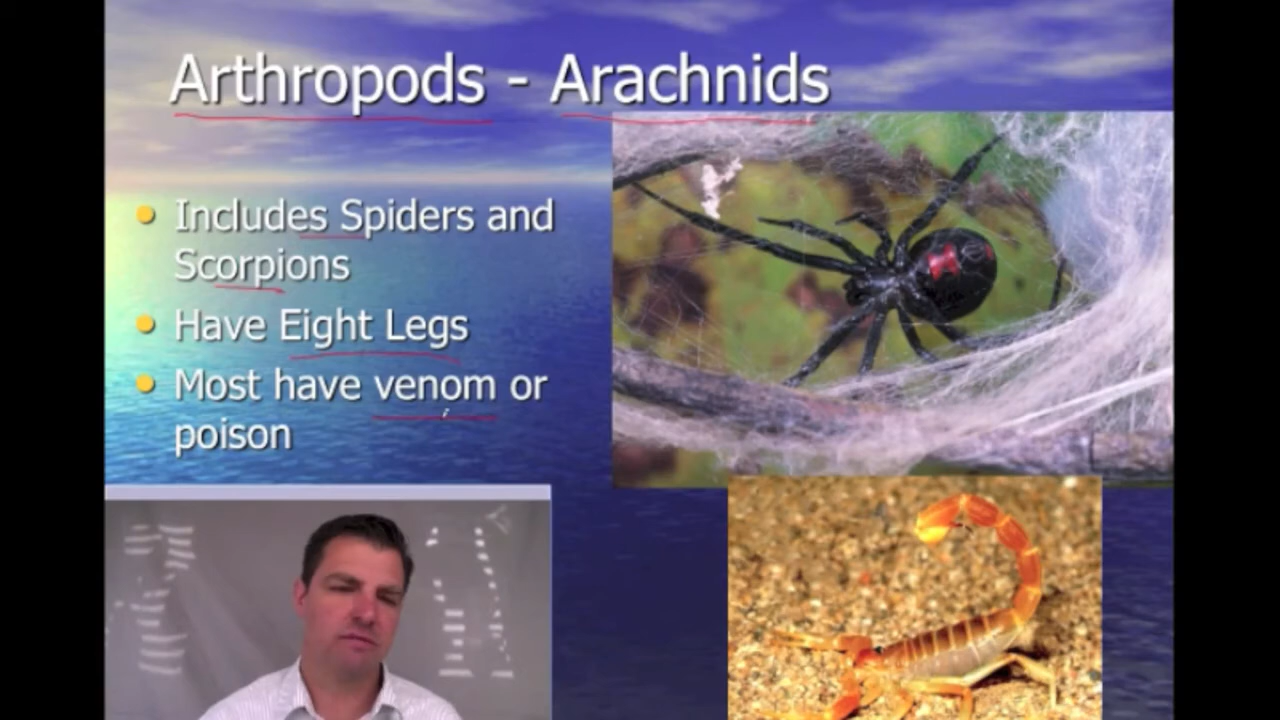 Arthropods - Arachnids
Includes Spiders and
Scorpions
Have Eight Legs
Most have venom or
poison